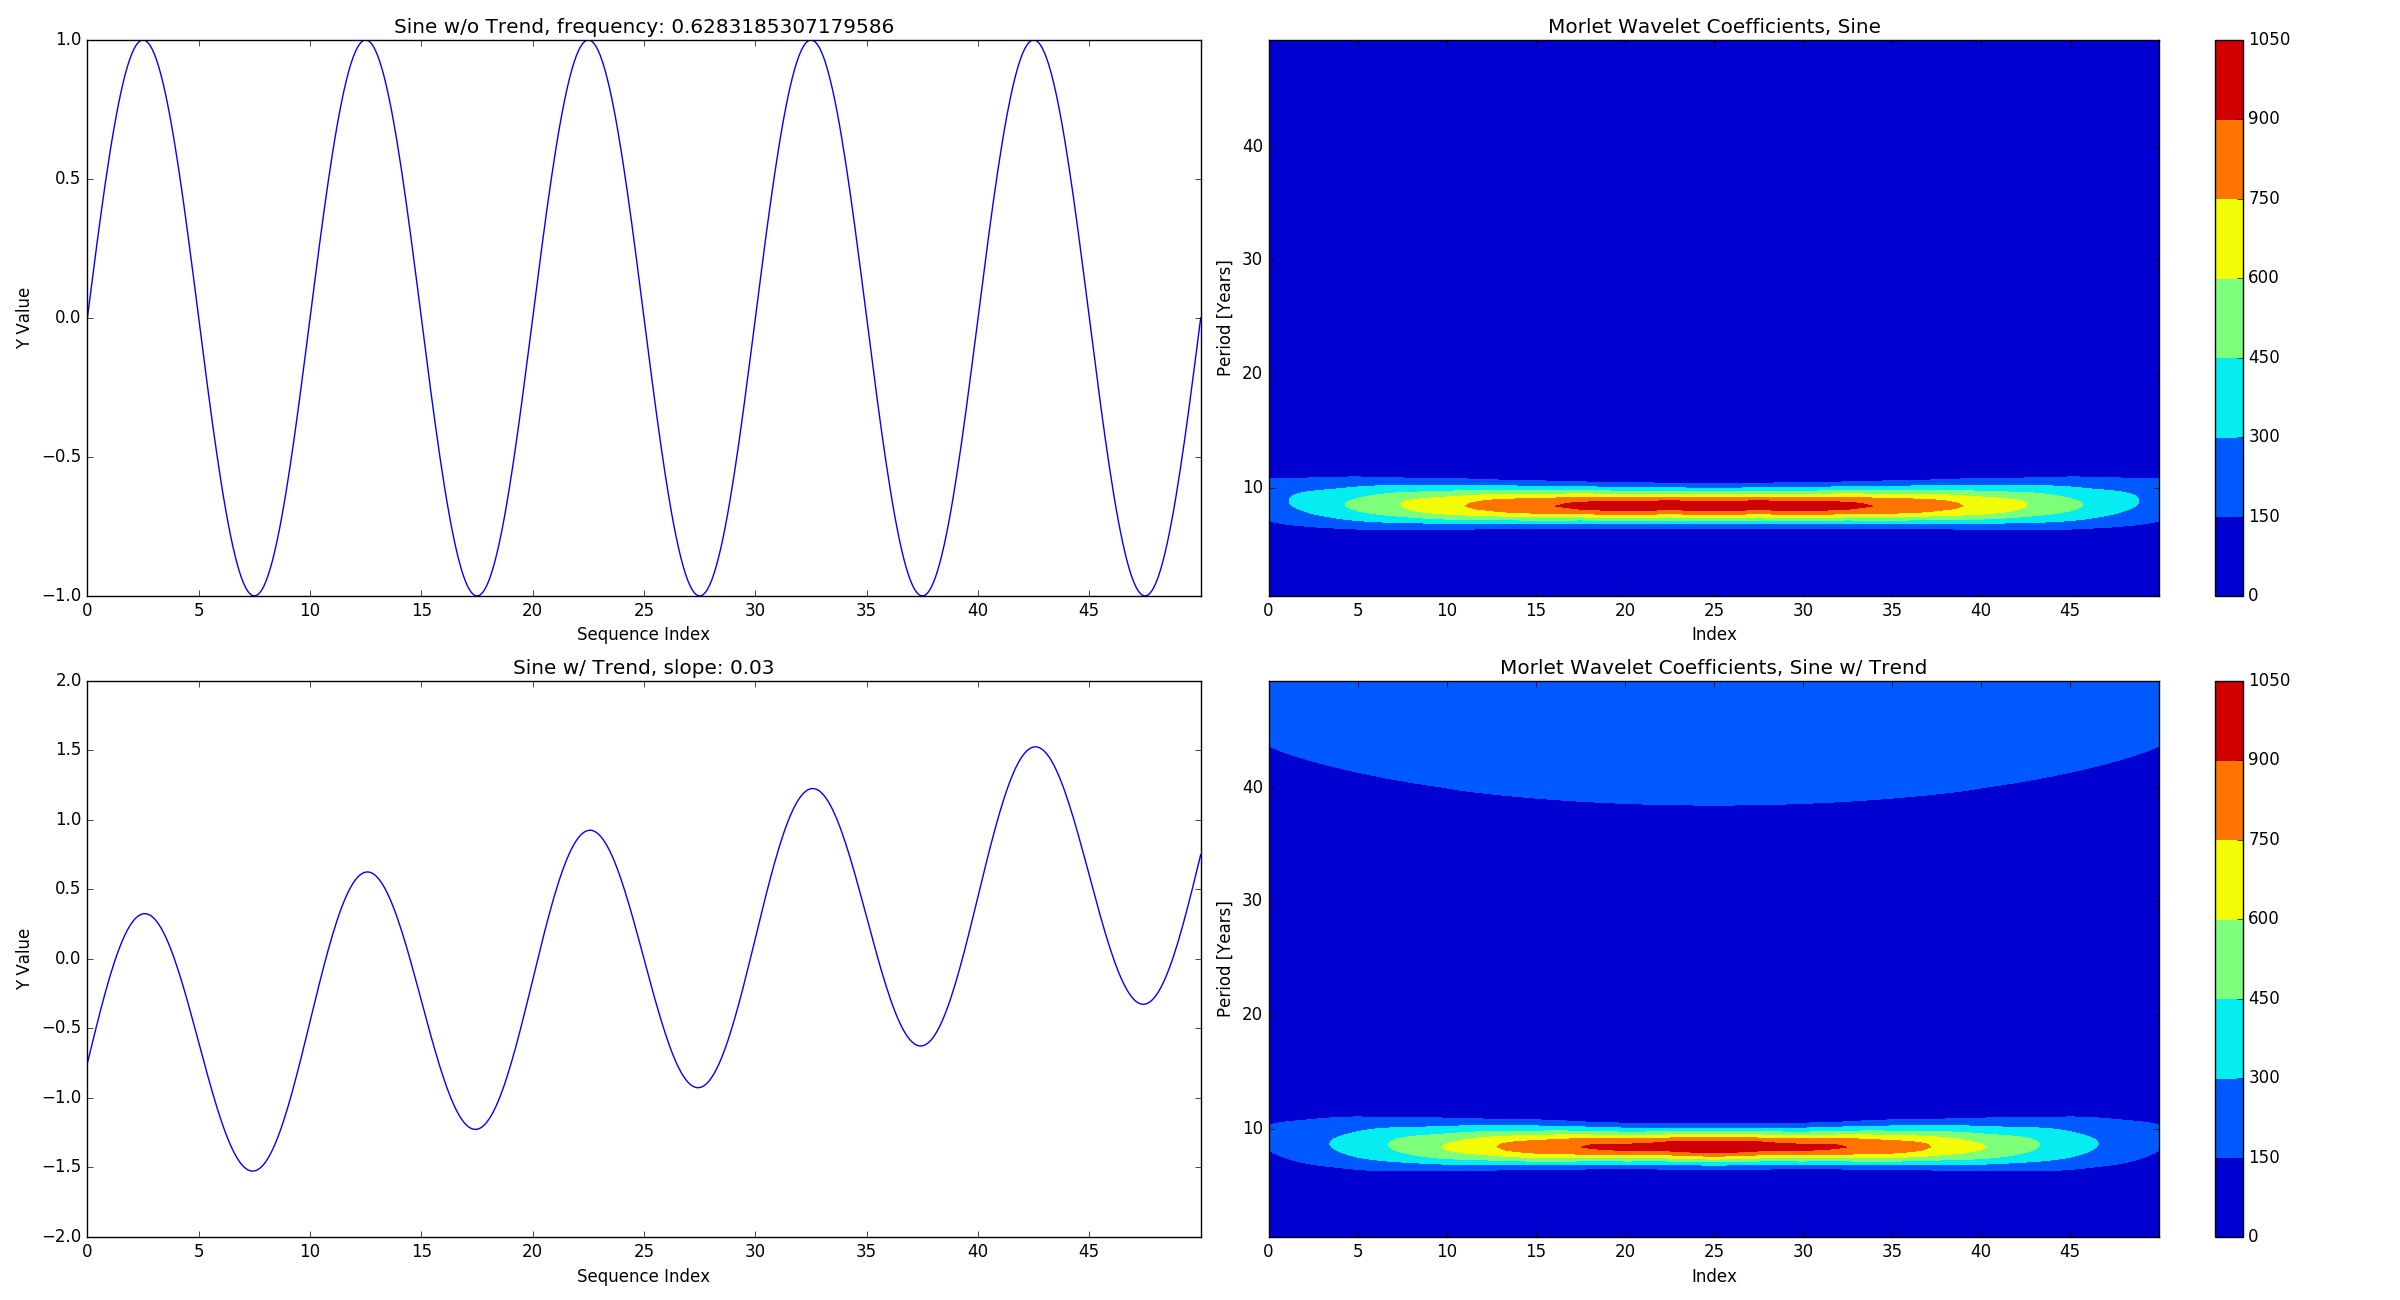 Sine w/o Trend, frequency: 0.6283185307179586
1.0
0.5
0.0
−0.5
−1.0
Y Value
0 5 10 15 20 25 30 35 40 45
Sequence Index
Morlet Wavelet Coefficients, Sine
40
30
20
10
Period [Years]
0 5 10 15 20 25 30 35 40 45
Index
1050
900
750
600
450
300
150
0
Sine w/ Trend, slope: 0.03
2.0
1.5
1.0
0.5
0.0
−0.5
−1.0
−1.5
−2.0
Y Value
0 5 10 15 20 25 30 35 40 45
Sequence Index
Morlet Wavelet Coefficients, Sine w/ Trend
40
30
20
10
Period [Years]
0 5 10 15 20 25 30 35 40 45
Index
1050
900
750
600
450
300
150
0